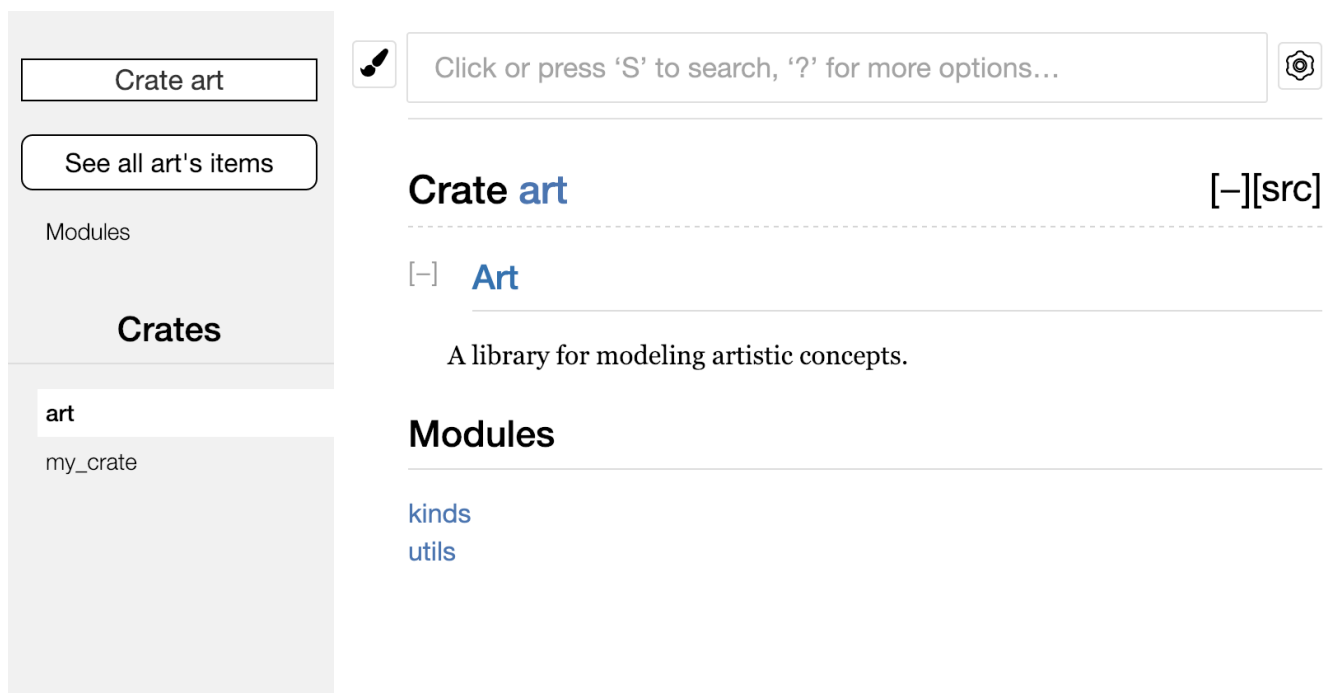 Crate art
See all art's items
Modules
Crates
art
my_crate
Click or press ‘S’ to search, ‘?’ for more options…
Crate art
[−][src]
[−]
Art
A library for modeling artistic concepts.
Modules
kinds
utils